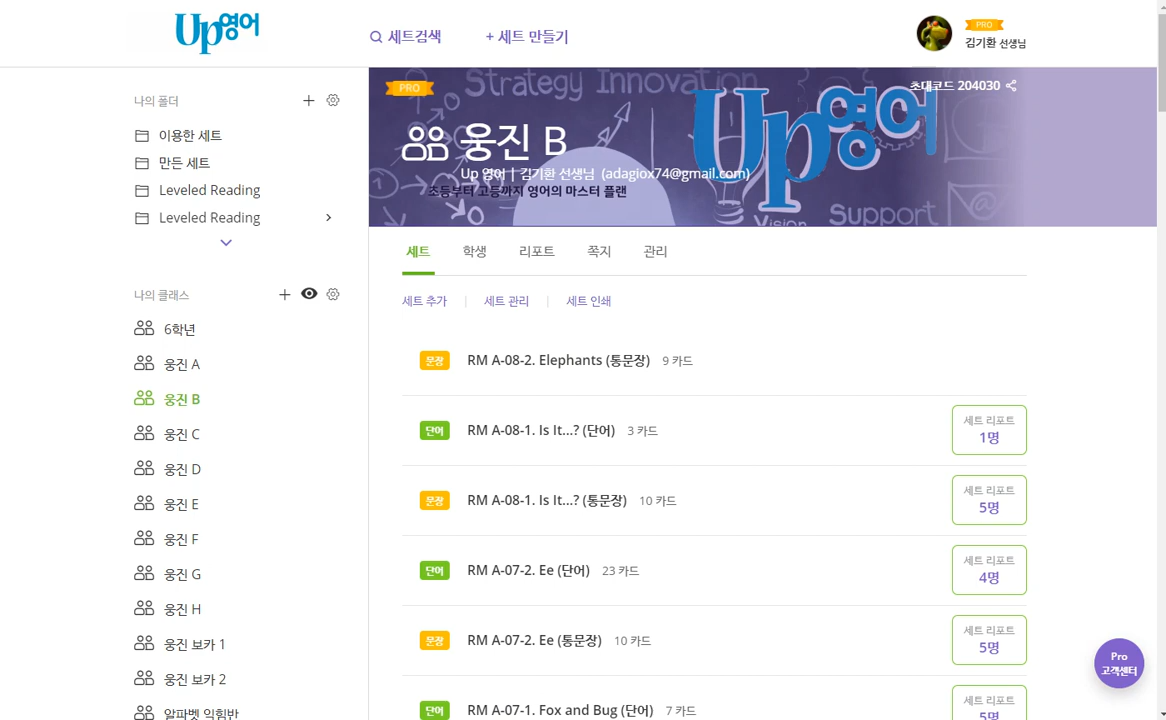 Up영어
세트검색
+ 세트 만들기
PRO
김기환 선생님
나의 폴더
이용한 세트
만든 세트
Leveled Reading
Leveled Reading
나의 클래스
6학년
웅진 A
웅진 B
웅진 C
웅진 D
웅진 E
웅진 F
웅진 G
웅진 H
웅진 보카 1
웅진 보카 2
알파벳 익힘반
PRO
Strategy Innovation
초대코드 204030
Up영어
웅진 B
Up 영어 | 김기환 선생님 (adagiox74@gmail.com)
초등부터 고등까지 영어의 마스터 플랜
Vision
Support
세트 학생 리포트 쪽지 관리
세트 추가 | 세트 관리 | 세트 인쇄
문장 RM A-08-2. Elephants (통문장) 9 카드
단어 RM A-08-1. Is It...? (단어) 3 카드
세트 리포트
1명
문장 RM A-08-1. Is It...? (통문장) 10 카드
세트 리포트
5명
단어 RM A-07-2. Ee (단어) 23 카드
세트 리포트
4명
문장 RM A-07-2. Ee (통문장) 10 카드
세트 리포트
5명
단어 RM A-07-1. Fox and Bug (단어) 7 카드
세트 리포트
5명
Pro
고객센터